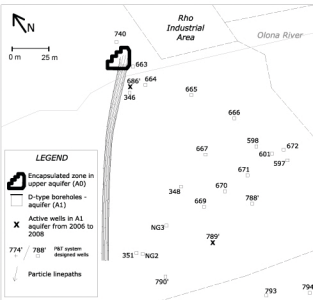 740
Rho
Industrial
Area
Olona River
N
0 m 25 m
663
686'
664
346
665
666
667
598
672
601
597
671
348
670
669
788'
NG3
789'
351
NG2
790'
793
794
LEGEND
Encapsulated zone in
upper aquifer (A0)
D-type boreholes -
aquifer (A1)
X
Active wells in A1
aquifer from 2006 to
2008
774' 788' P&T system
designed wells
Particle linepaths